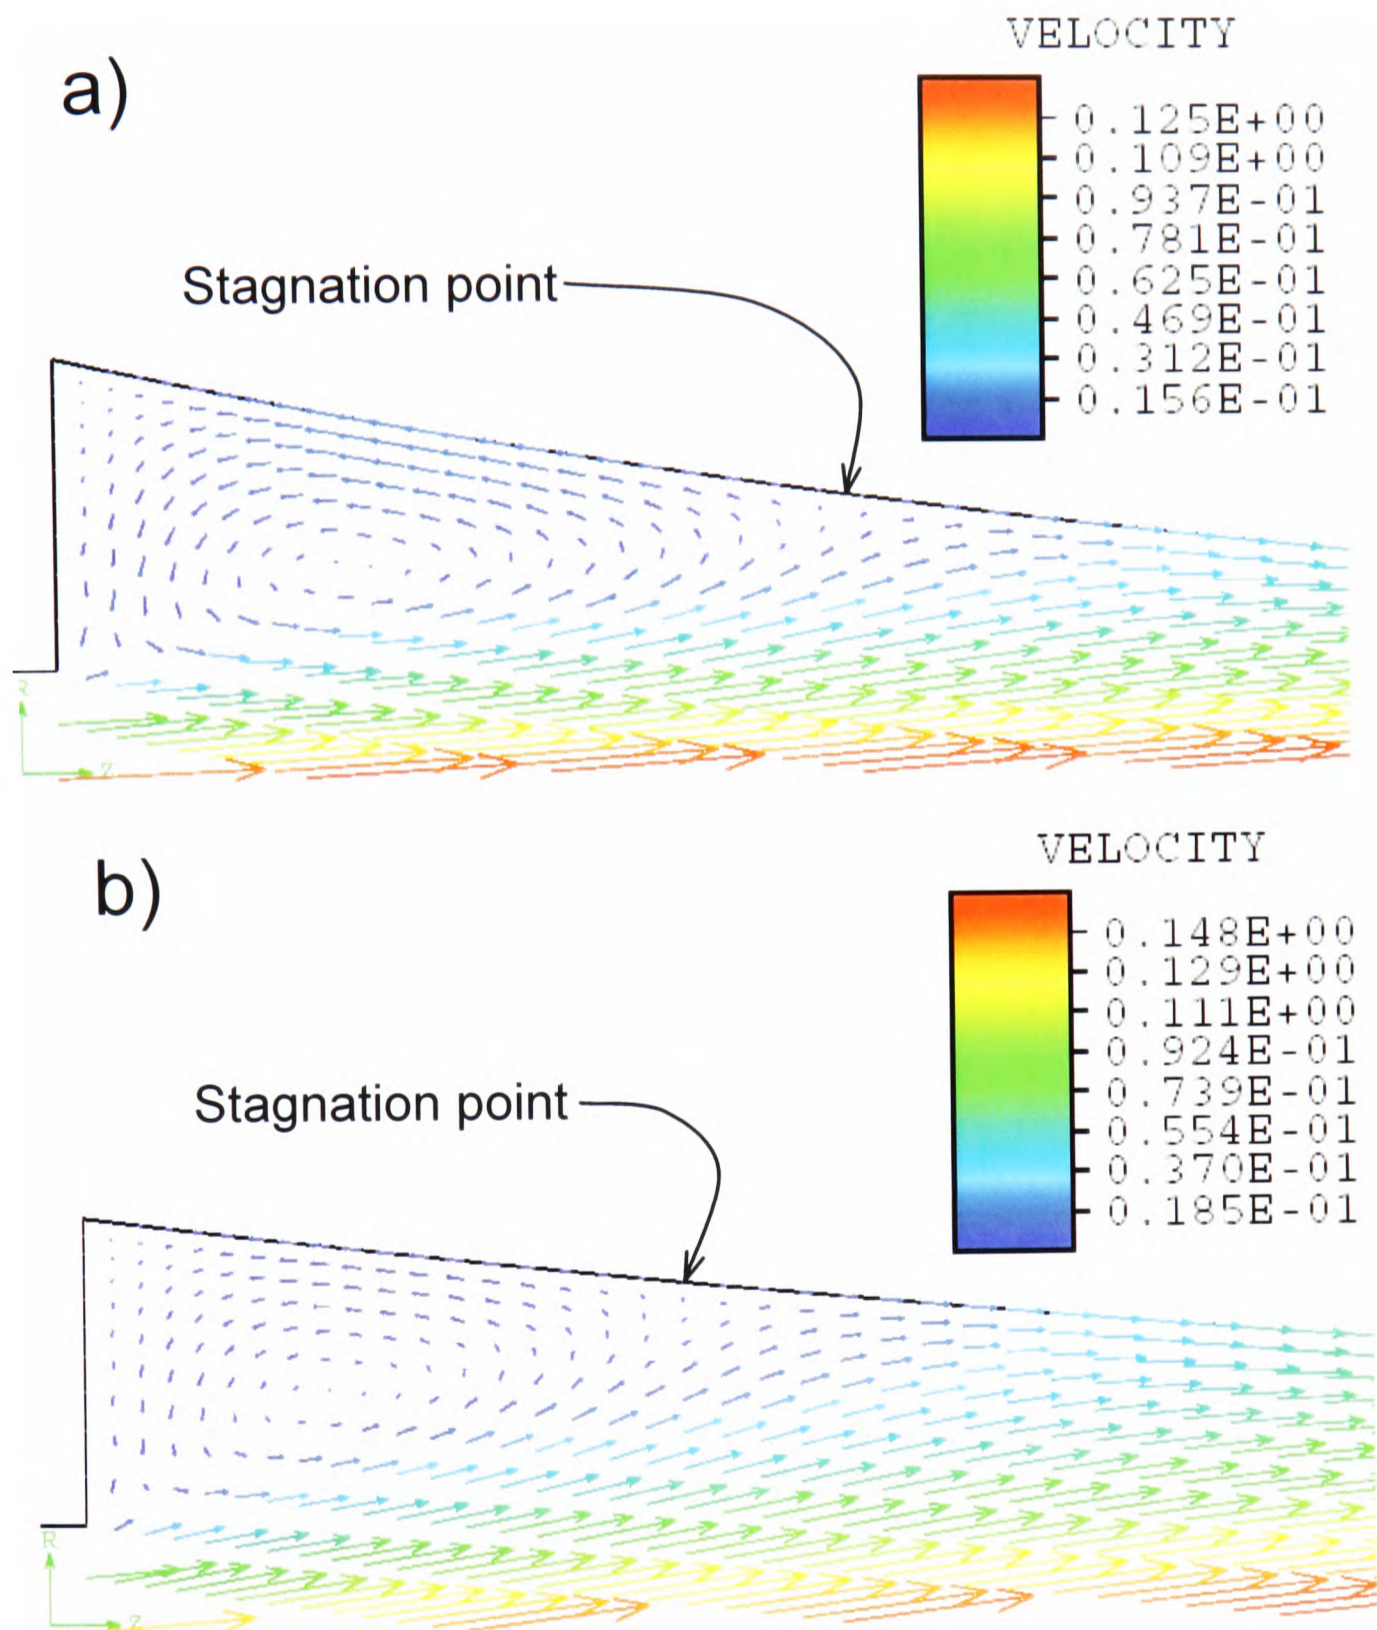 a)
VELOCITY
0.125E+00
0.109E+00
0.937E-01
0.781E-01
0.625E-01
0.469E-01
0.312E-01
0.156E-01
Stagnation point
R
Z
b)
VELOCITY
0.148E+00
0.129E+00
0.111E+00
0.924E-01
0.739E-01
0.554E-01
0.370E-01
0.185E-01
Stagnation point
R
Z